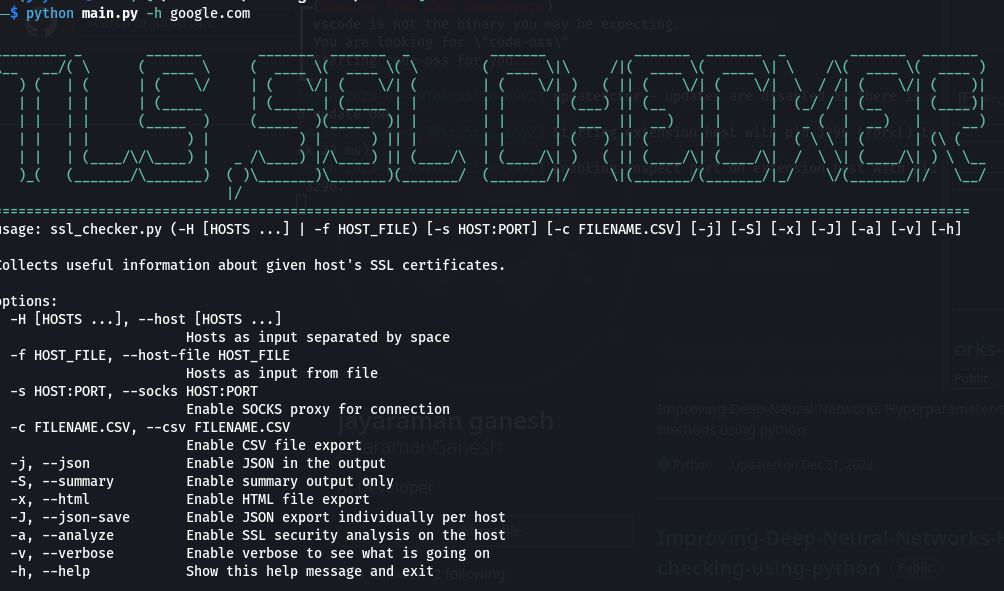 $ python main.py -h google.com
vscode is not the binary you may be expecting.
You are looking for \"code-oss\"
TLS,SSLCHECKER
usage: ssl_checker.py (-H [HOSTS ...] | -f HOST_FILE) [-s HOST:PORT] [-c FILENAME.CSV] [-j] [-S] [-x] [-J] [-a] [-v] [-h]
Collects useful information about given host's SSL certificates.
options:
-H [HOSTS ...], --host [HOSTS ...]
Hosts as input separated by space
-f HOST_FILE, --host-file HOST_FILE
Hosts as input from file
-s HOST:PORT, --socks HOST:PORT
Enable SOCKS proxy for connection
-c FILENAME.CSV, --csv FILENAME.CSV
Enable CSV file export
-j, --json Enable JSON in the output
-S, --summary Enable summary output only
-x, --html Enable HTML file export
-J, --json-save Enable JSON export individually per host
-a, --analyze Enable SSL security analysis on the host
-v, --verbose Enable verbose to see what is going on
-h, --help Show this help message and exit
jayaraman ganesh
Improving-Deep-Neural-Networks-Hyperparameter-
methods using python
Python Updated on Dec 31, 2022
Public
Improving-Deep-Neural-Networks-H
checking-using-python Public
2 following